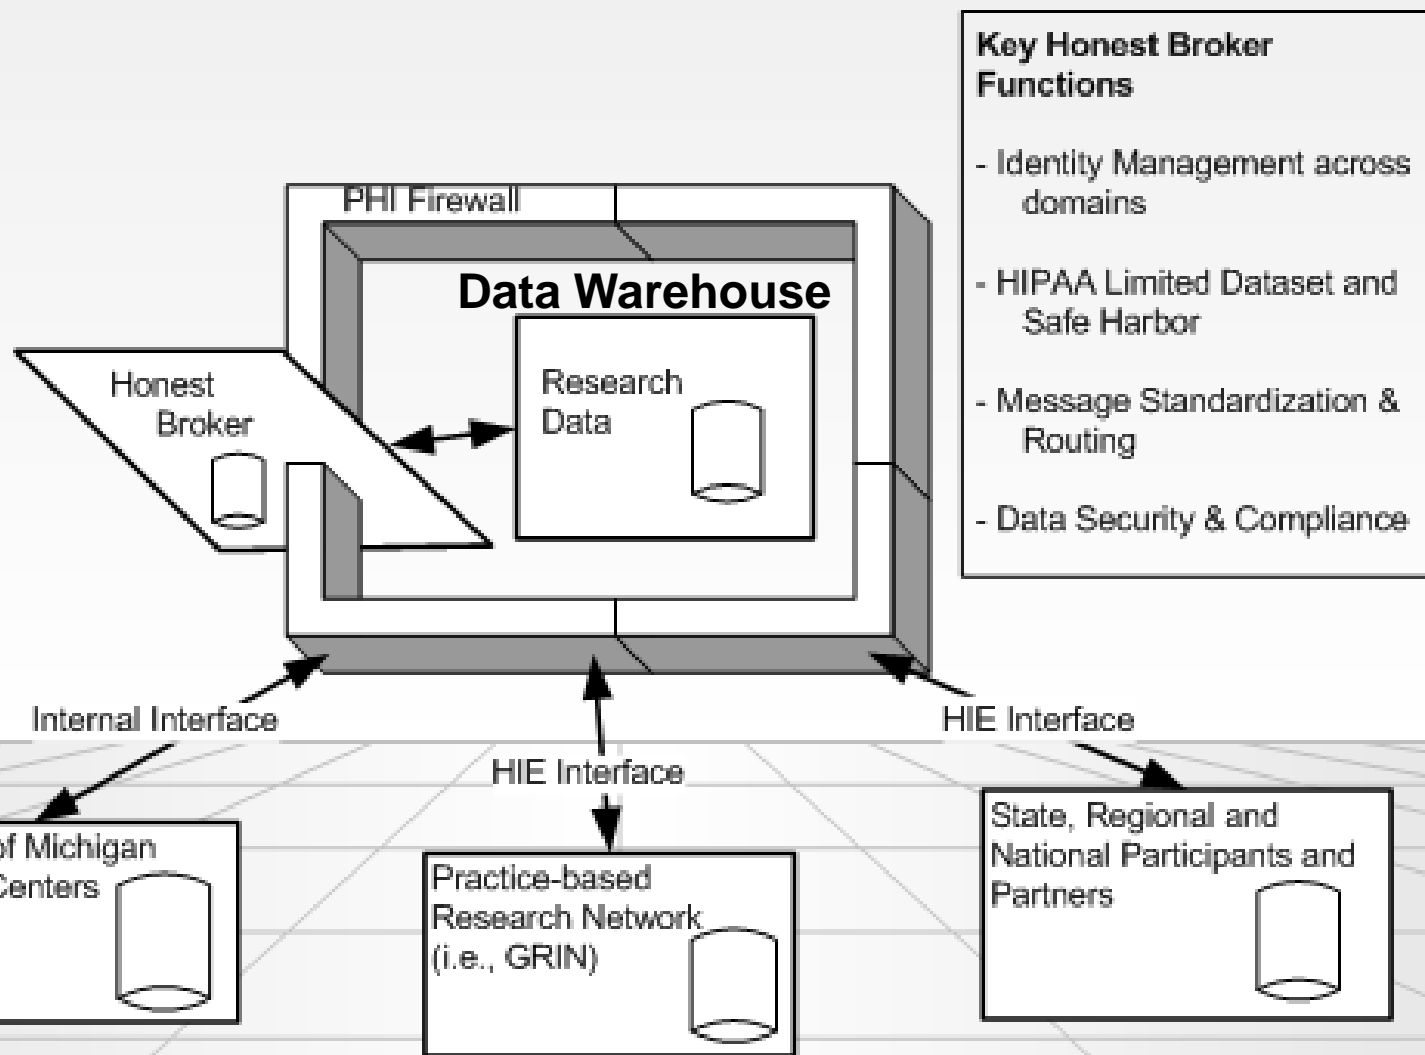 Key Honest Broker
Functions
- Identity Management across
domains
- HIPAA Limited Dataset and
Safe Harbor
- Message Standardization &
Routing
- Data Security & Compliance
PHI Firewall
Data Warehouse
Honest
Broker
Research
Data
Internal Interface
HIE Interface
HIE Interface
of Michigan
Centers
Practice-based
Research Network
(i.e., GRIN)
State, Regional and
National Participants and
Partners